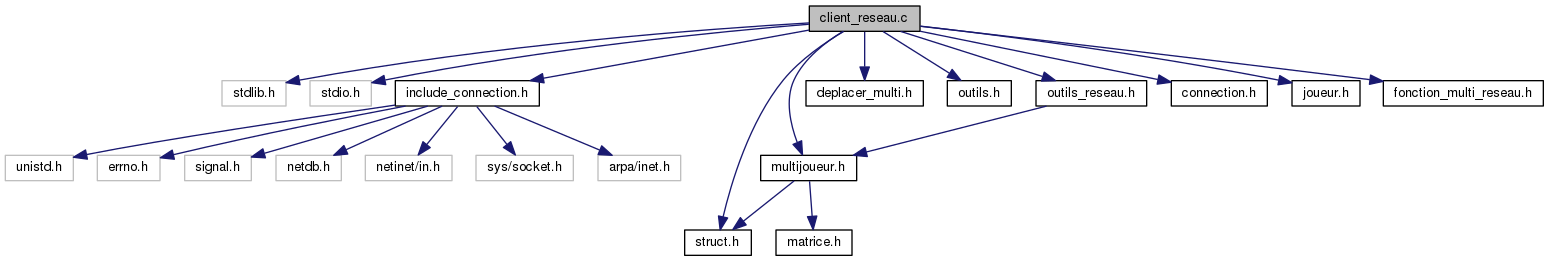 client_reseau.c
stdlib.h
stdio.h
include_connection.h
deplacer_multi.h
outils.h
outils_reseau.h
connection.h
joueur.h
fonction_multi_reseau.h
unistd.h
errno.h
signal.h
netdb.h
netinet/in.h
sys/socket.h
arpa/inet.h
multijoueur.h
struct.h
matrice.h